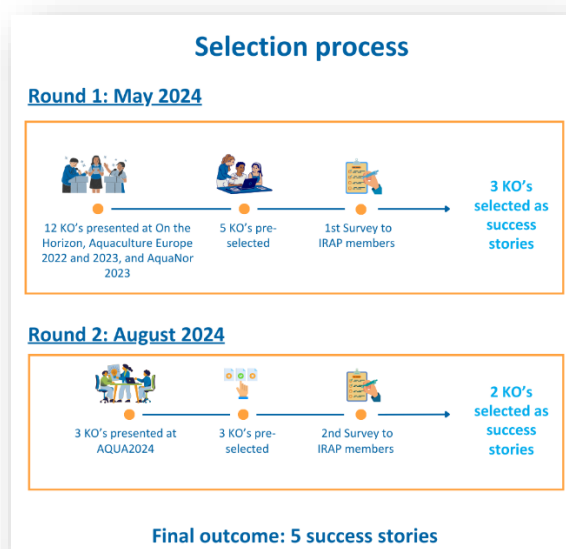 Selection process
Round 1: May 2024
12 KO's presented at On the
Horizon, Aquaculture Europe
2022 and 2023, and AquaNor
2023
5 KO's pre-
selected
1st Survey to
IRAP members
3 KO's
selected as
success
stories
Round 2: August 2024
3 KO's presented at
AQUA2024
3 KO's pre-
selected
2nd Survey to
IRAP members
2 KO's
selected as
success
stories
Final outcome: 5 success stories